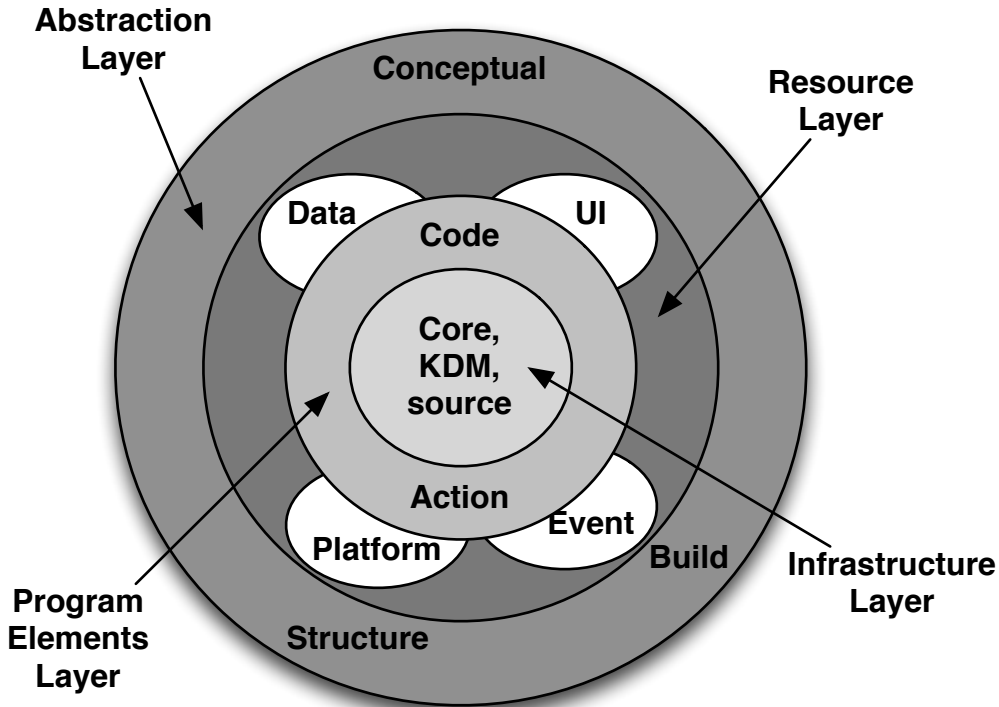 Abstraction
Layer
Conceptual
Resource
Layer
Data
UI
Code
Core,
KDM,
source
Action
Platform
Event
Build
Infrastructure
Layer
Program
Elements
Layer
Structure